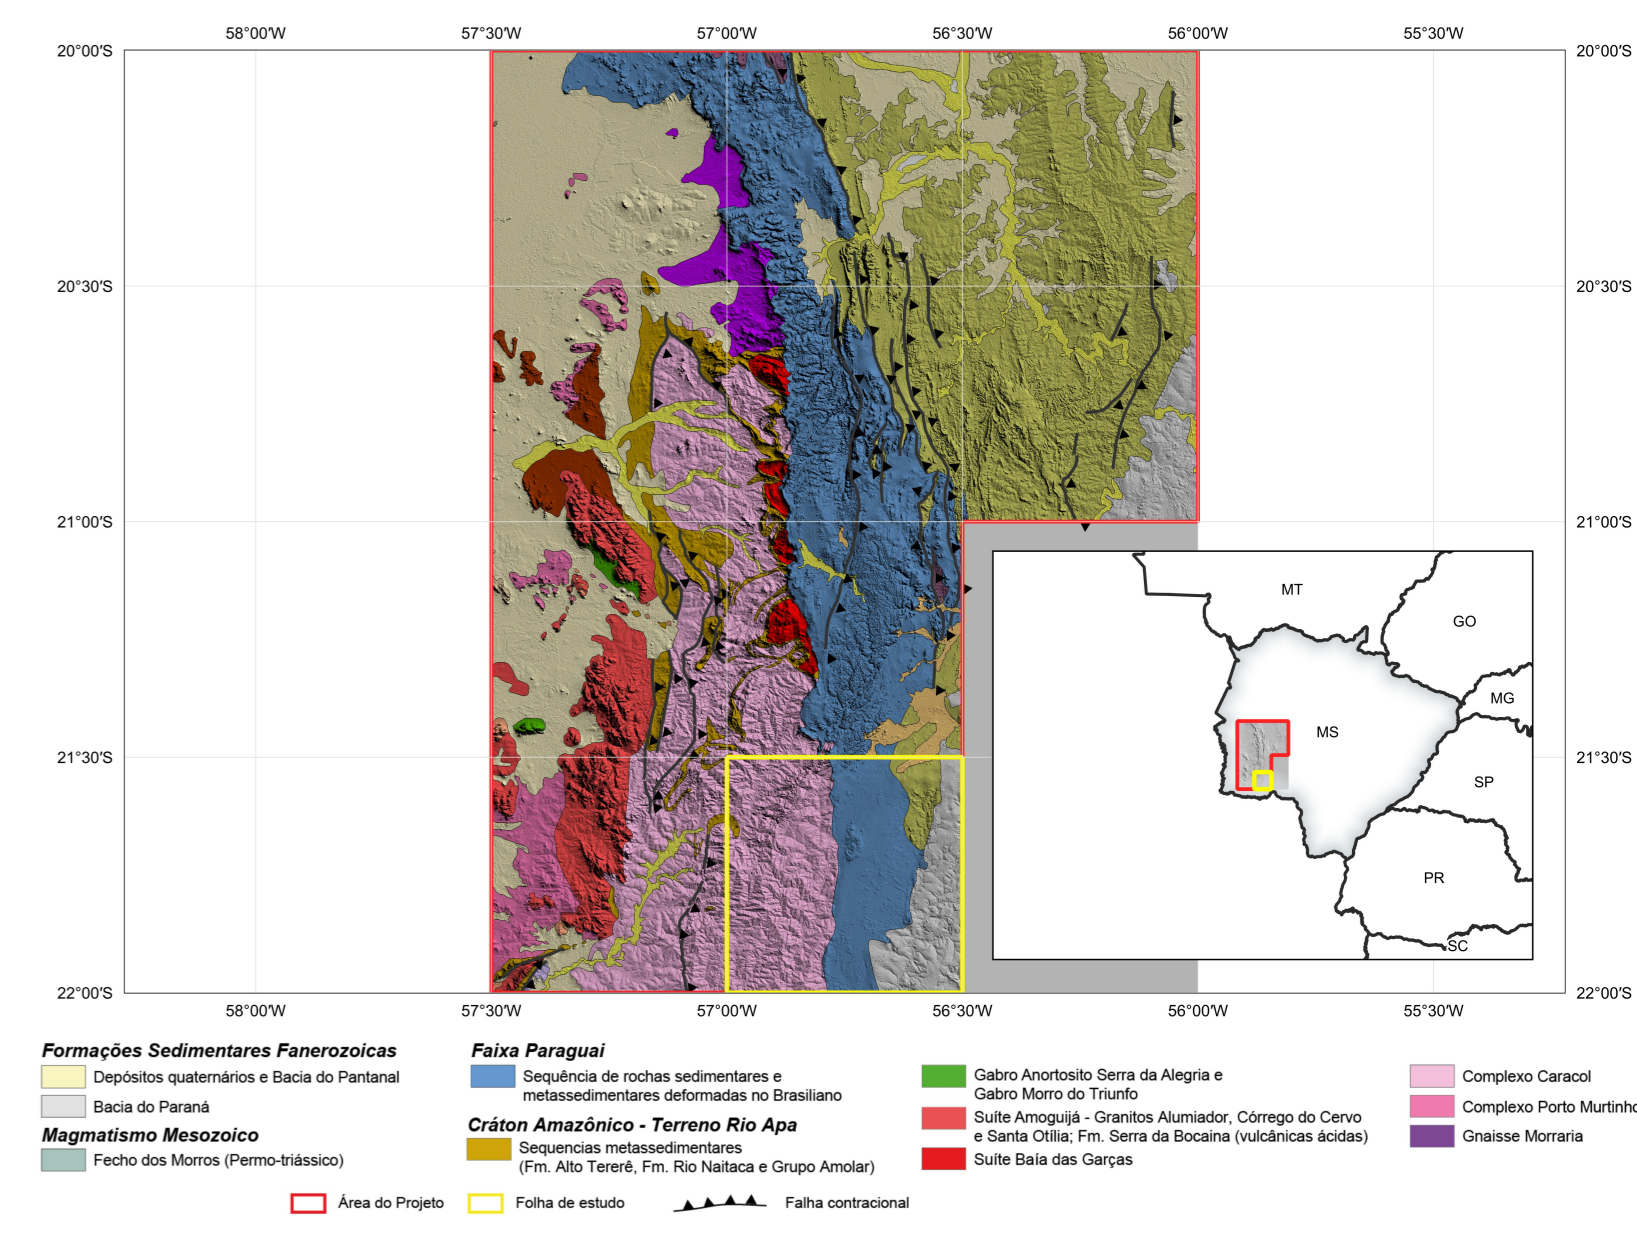 58°00'W 57°30'W 57°00'W 56°30'W 56°00'W 55°30'W
20°00'S 20°00'S
20°30'S 20°30'S
21°00'S 21°00'S
MT
GO
MG
MS
21°30'S 21°30'S
SP
PR
SC
22°00'S 22°00'S
58°00'W 57°30'W 57°00'W 56°30'W 56°00'W 55°30'W
Formações Sedimentares Fanerozoicas
Depósitos quaternários e Bacia do Pantanal
Bacia do Paraná
Magmatismo Mesozoico
Fecho dos Morros (Permo-triássico)
Faixa Paraguai
Sequência de rochas sedimentares e
metassedimentares deformadas no Brasiliano
Cráton Amazônico - Terreno Rio Apa
Sequencias metassedimentares
(Fm. Alto Tererê, Fm. Rio Naitaca e Grupo Amolar)
Gabro Anortosito Serra da Alegria e
Gabro Morro do Triunfo
Suíte Amoguijá - Granitos Alumiador, Córrego do Cervo
e Santa Otília; Fm. Serra da Bocaina (vulcânicas ácidas)
Suíte Baía das Garças
Complexo Caracol
Complexo Porto Murtinho
Gnaisse Morraria
Área do Projeto
Folha de estudo
Falha contracional